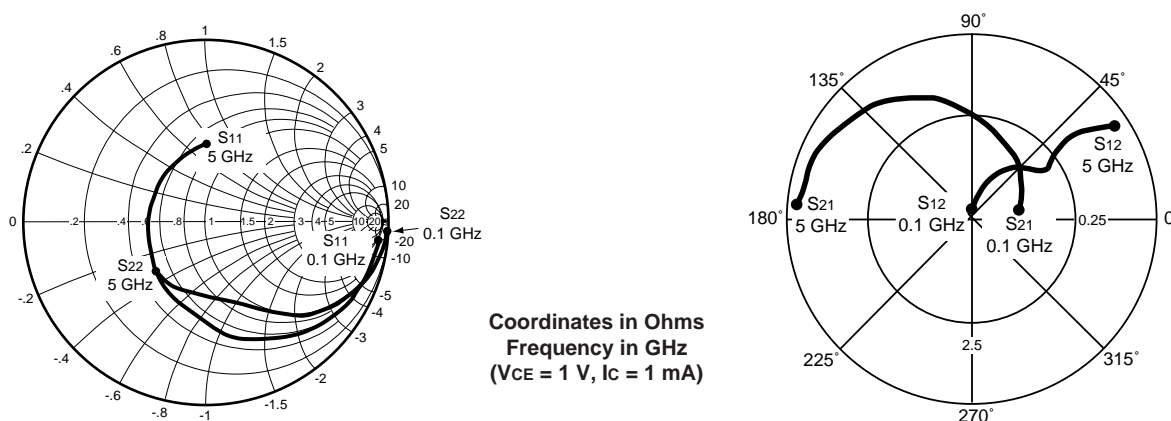 1
.8
1.5
.6
2
.4
3
4
.2
5
10
20
0
.2
.4
.6
.8
1
1.5
2
3
4
5
10
20
-20
-10
-.2
-5
-4
-.4
-3
-.6
-2
-.8
-1
-1.5
S11
5 GHz
S22
0.1 GHz
S11
0.1 GHz
S22
5 GHz
Coordinates in Ohms
Frequency in GHz
(VCE = 1 V, IC = 1 mA)
90˚
135˚
45˚
S12
5 GHz
S21
5 GHz
S12
0.1 GHz
S21
0.1 GHz
180˚
0.25
0
2.5
225˚
315˚
270˚